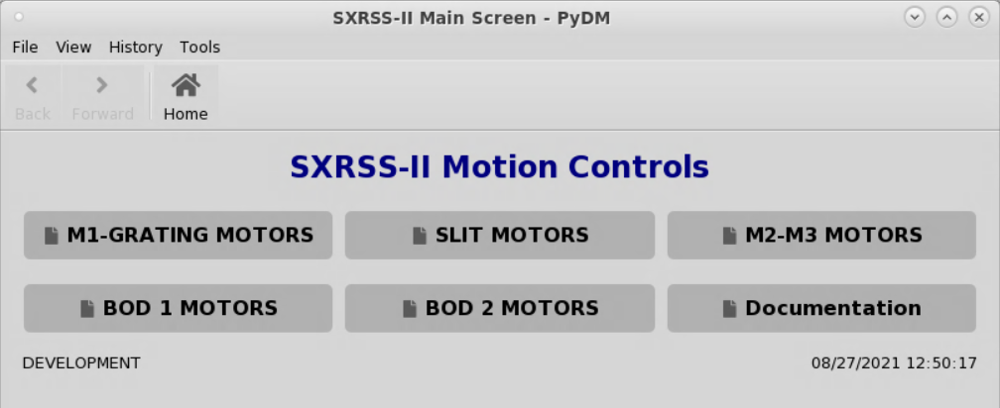 SXRSS-II Main Screen - PyDM
File View History Tools
Back Forward Home
SXRSS-II Motion Controls
M1-GRATING MOTORS SLIT MOTORS M2-M3 MOTORS
BOD 1 MOTORS BOD 2 MOTORS Documentation
DEVELOPMENT 08/27/2021 12:50:17